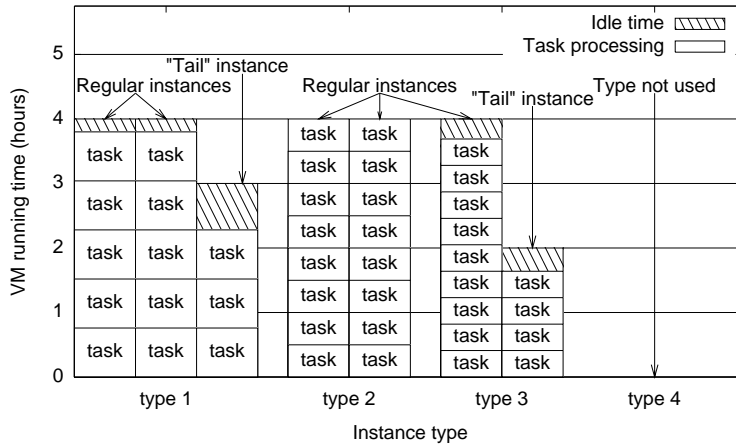 Idle time
Task processing
"Tail" instance
Regular instances
Regular instances
"Tail" instance
Type not used
VM running time (hours)
5
4
3
2
1
0
task task
task task
task task task
task task task
task task task
task task
task task
task task
task task
task task
task task
task task
task task
task
task
task
task
task
task task
task task
task task
task task
type 1 type 2 type 3 type 4
Instance type